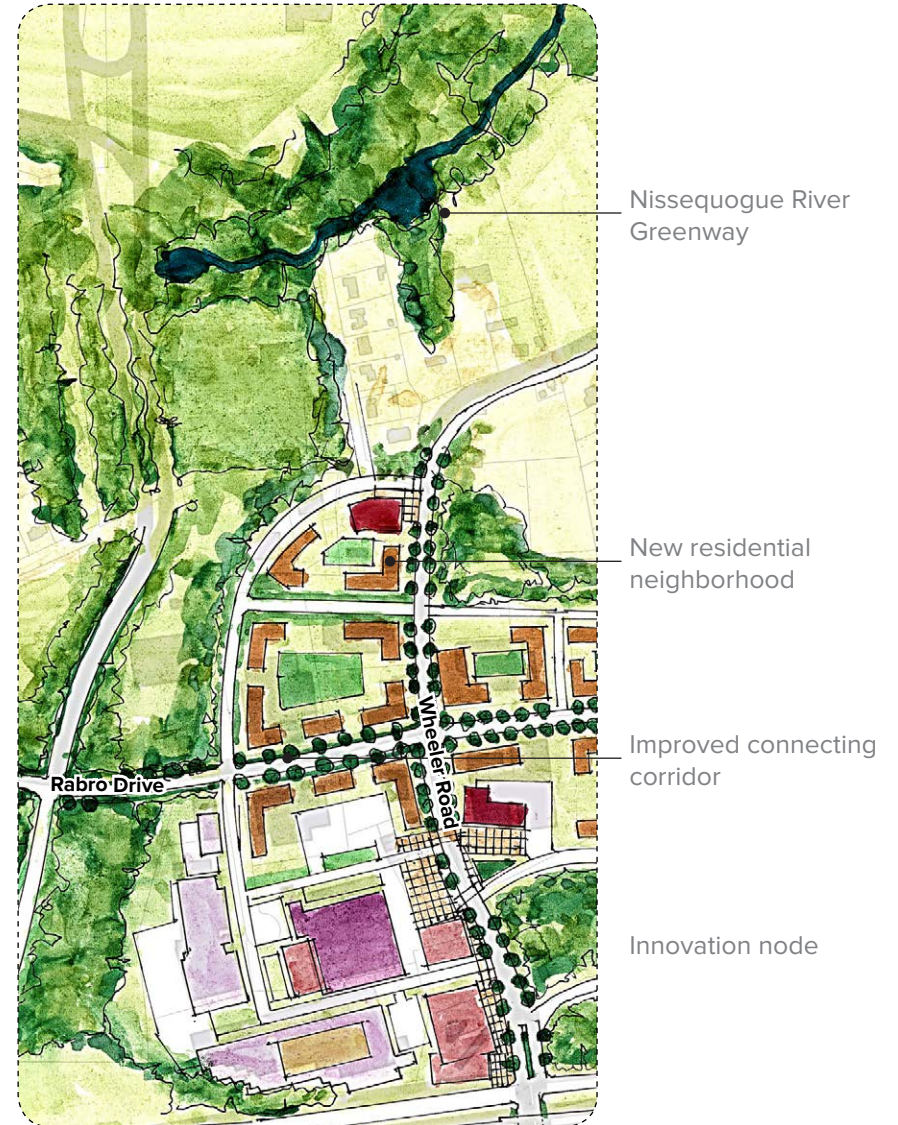 Nissequogue River
Greenway
New residential
neighborhood
Wheeler Road
Improved connecting
corridor
Rabro Drive
Innovation node